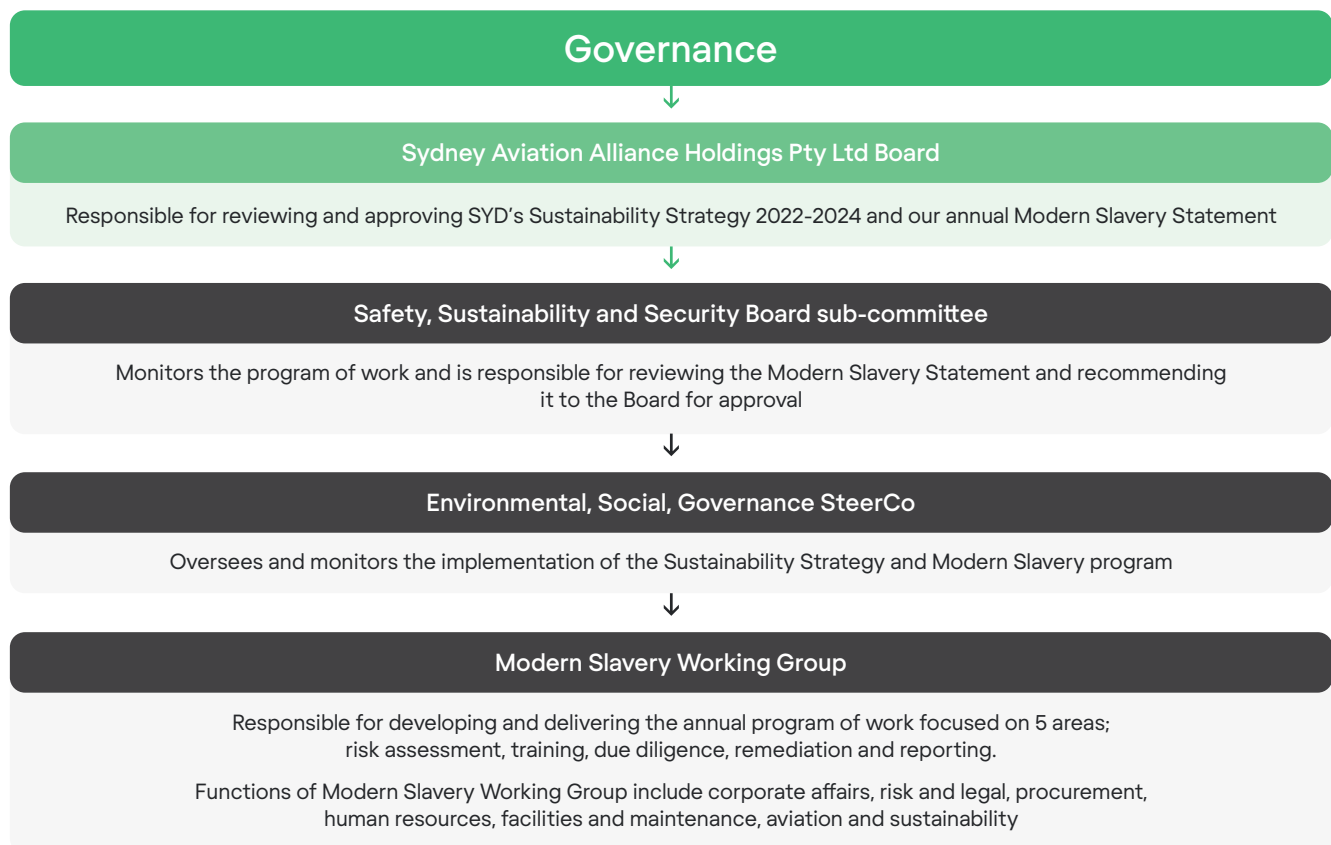 Governance
Sydney Aviation Alliance Holdings Pty Ltd Board
Responsible for reviewing and approving SYD's Sustainability Strategy 2022-2024 and our annual Modern Slavery Statement
Safety, Sustainability and Security Board sub-committee
Monitors the program of work and is responsible for reviewing the Modern Slavery Statement and recommending
it to the Board for approval
Environmental, Social, Governance SteerCo
Oversees and monitors the implementation of the Sustainability Strategy and Modern Slavery program
Modern Slavery Working Group
Responsible for developing and delivering the annual program of work focused on 5 areas;
risk assessment, training, due diligence, remediation and reporting.
Functions of Modern Slavery Working Group include corporate affairs, risk and legal, procurement,
human resources, facilities and maintenance, aviation and sustainability